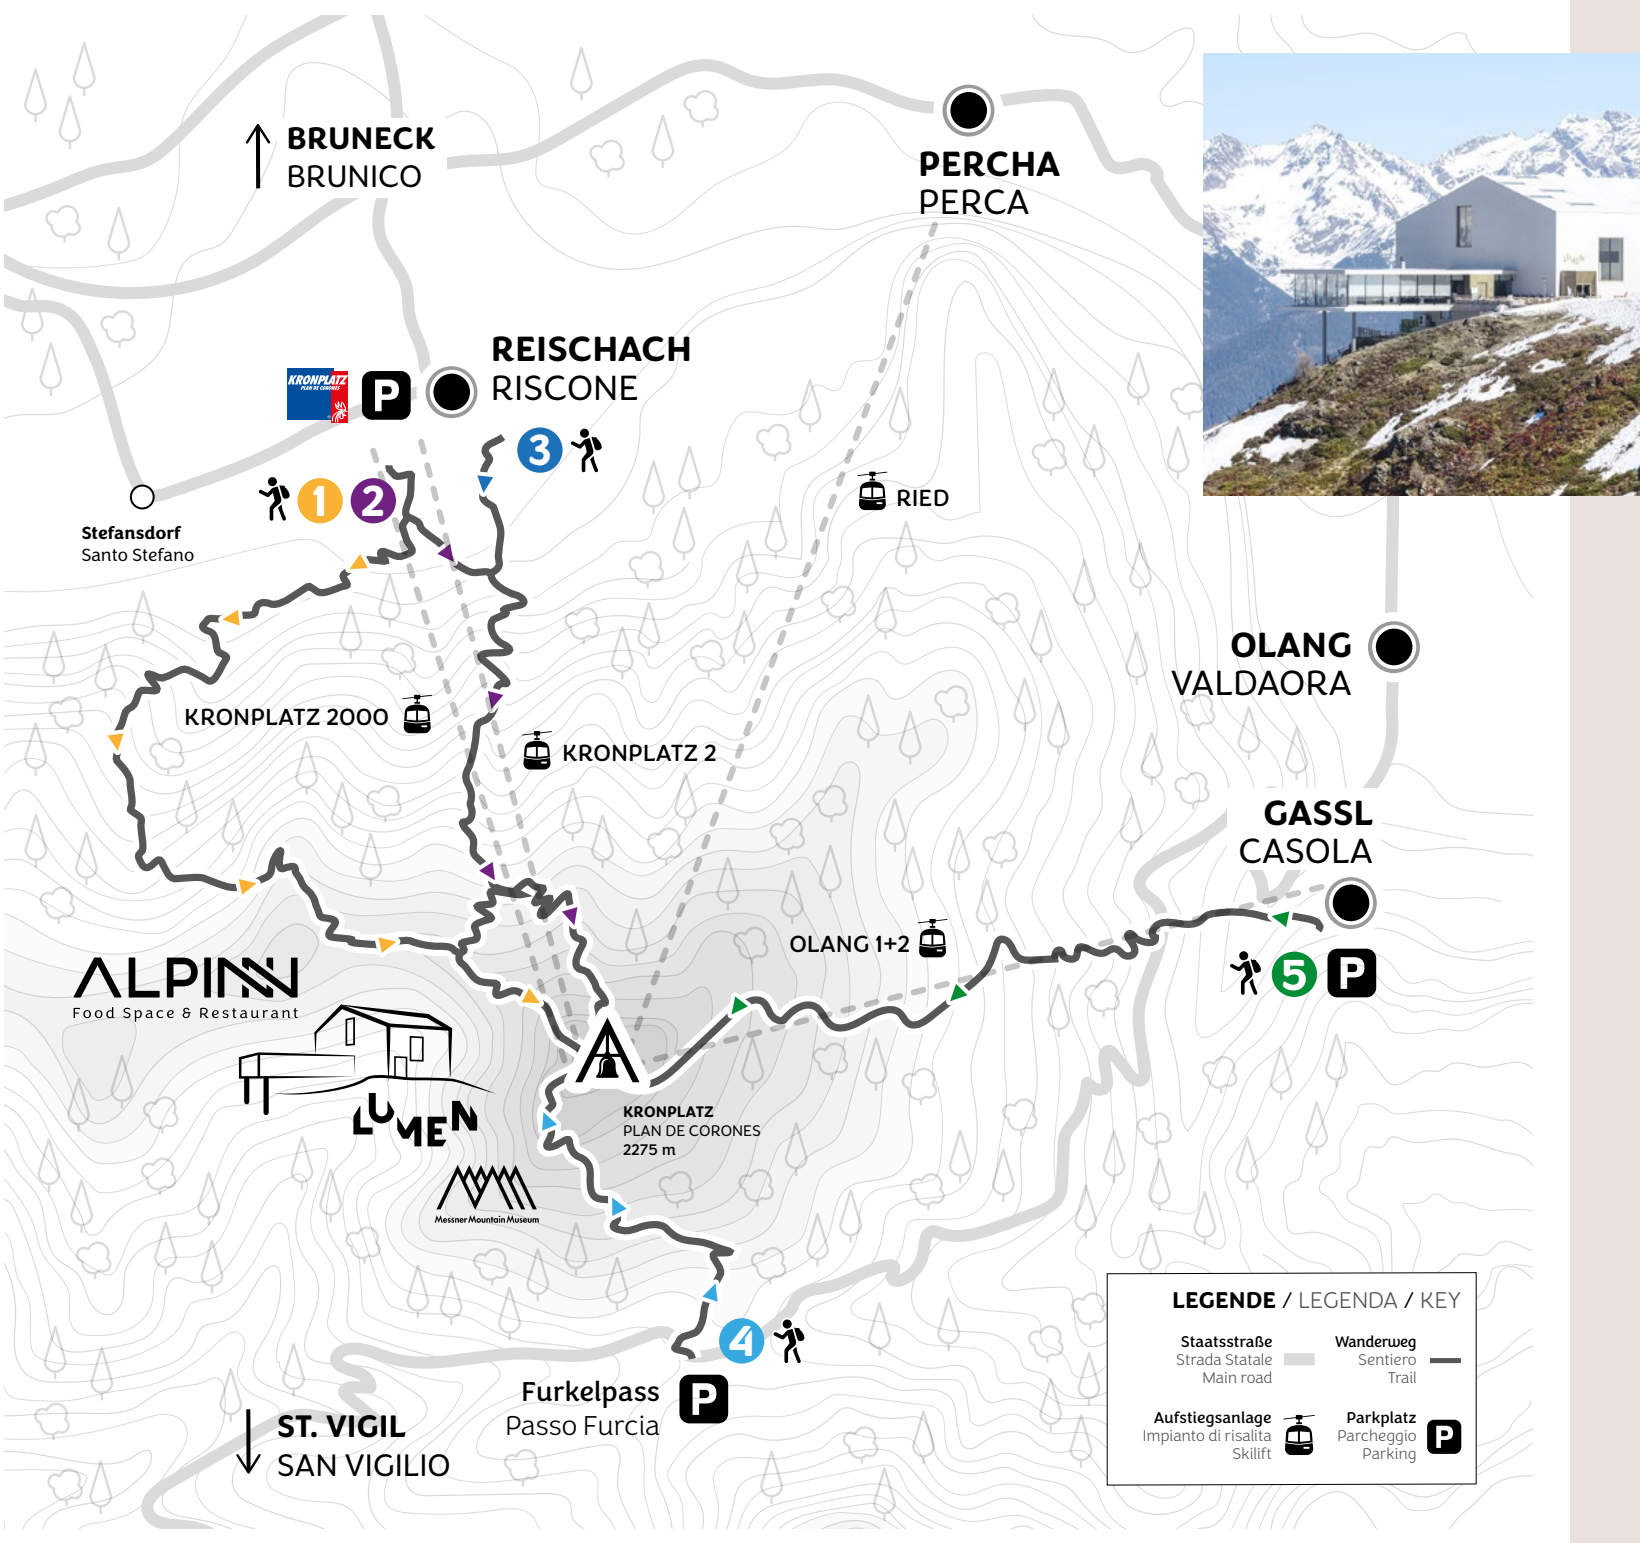 BRUNECK
BRUNICO
PERCHA
PERCA
REISCHACH
RISCONE
KRONPLATZ
PLAN DE CORONES
P
3
1
2
RIED
Stefansdorf
Santo Stefano
OLANG
VALDAORA
KRONPLATZ 2000
KRONPLATZ 2
GASSL
CASOLA
OLANG 1+2
5
P
ALPINN
Food Space & Restaurant
LUMEN
KRONPLATZ
PLAN DE CORONES
2275 m
Messner Mountain Museum
4
Furkelpass
Passo Furcia
P
ST. VIGIL
SAN VIGILIO
LEGENDE / LEGENDA / KEY
Staatsstraße
Strada Statale
Main road
Wanderweg
Sentiero
Trail
Aufstiegsanlage
Impianto di risalita
Skilift
Parkplatz
Parcheggio
Parking
P